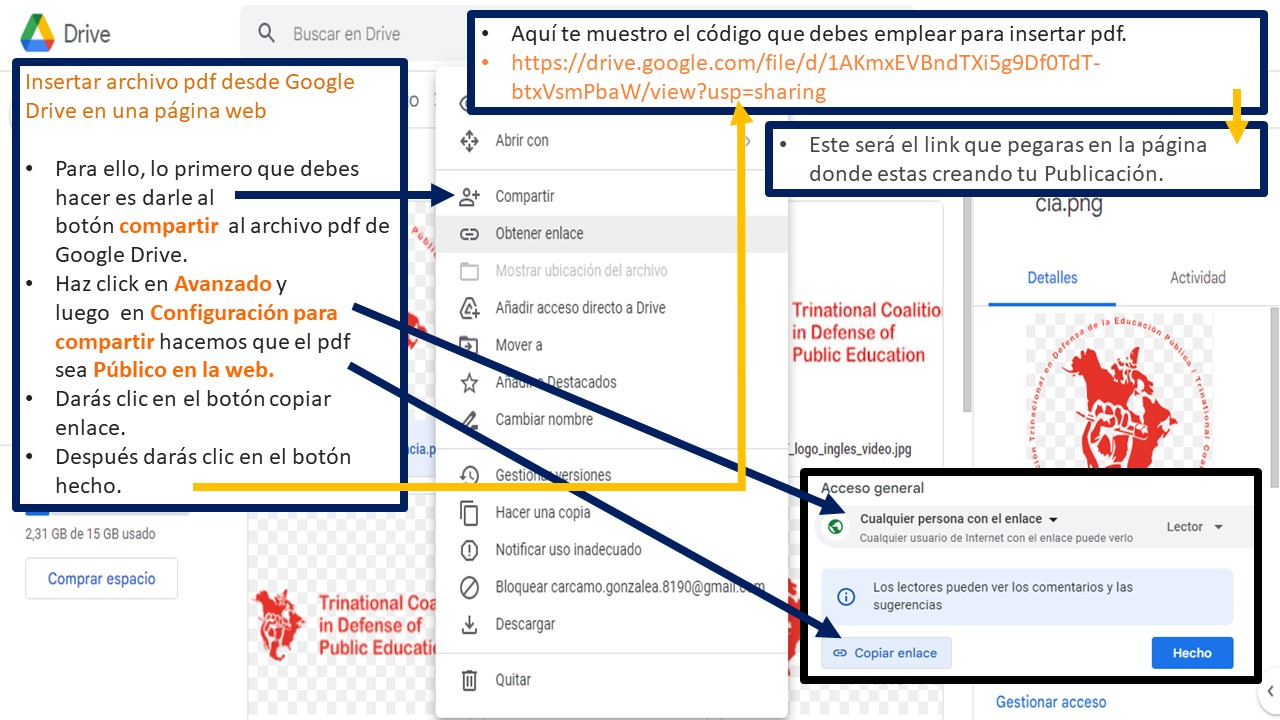 Drive
Buscar en Drive
• Aquí te muestro el código que debes emplear para insertar pdf.
• https://drive.google.com/file/d/1AKmxEVBndTXi5g9Df0TdT-
btxVsmPbaW/view?usp=sharing
• Este será el link que pegaras en la página
donde estas creando tu Publicación.
Insertar archivo pdf desde Google
Drive en una página web
• Para ello, lo primero que debes
hacer es darle al
botón compartir al archivo pdf de
Google Drive.
• Haz click en Avanzado y
luego en Configuración para
compartir hacemos que el pdf
sea Público en la web.
• Darás clic en el botón copiar
enlace.
• Después darás clic en el botón
hecho.
2,31 GB de 15 GB usado
Comprar espacio
Abrir con
Compartir
Obtener enlace
Mostrar ubicación del archivo
Añadir acceso directo a Drive
Mover a
Añadir a Destacados
Cambiar nombre
Gestionar versiones
Hacer una copia
Notificar uso inadecuado
Bloquear carcamo.gonzalea.8190@gmail.com
Descargar
Quitar
Trinational Coalition
in Defense of
Public Education
_logo_ingles_video.jpg
ncia.p
Trinational Coa
in Defense of
Public Educati
cia.png
Detalles
Actividad
Acceso general
Cualquier persona con el enlace
Cualquier usuario de Internet con el enlace puede verlo
Lector
Los lectores pueden ver los comentarios y las
sugerencias
Copiar enlace
Hecho
Gestionar acceso